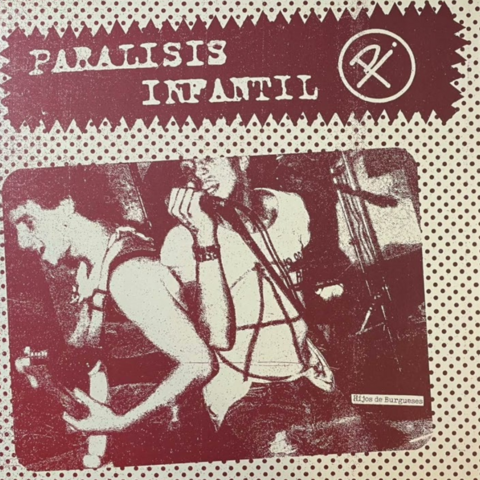 PARALISIS
INFANTIL
Pi
Hijos de Burgueses